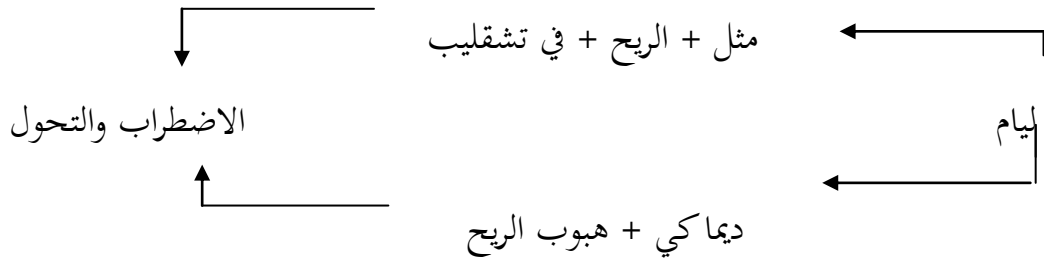 مثل + الريح + في تشقليب
ليام
الاضطراب والتحول
ديما كي + هبوب الريح